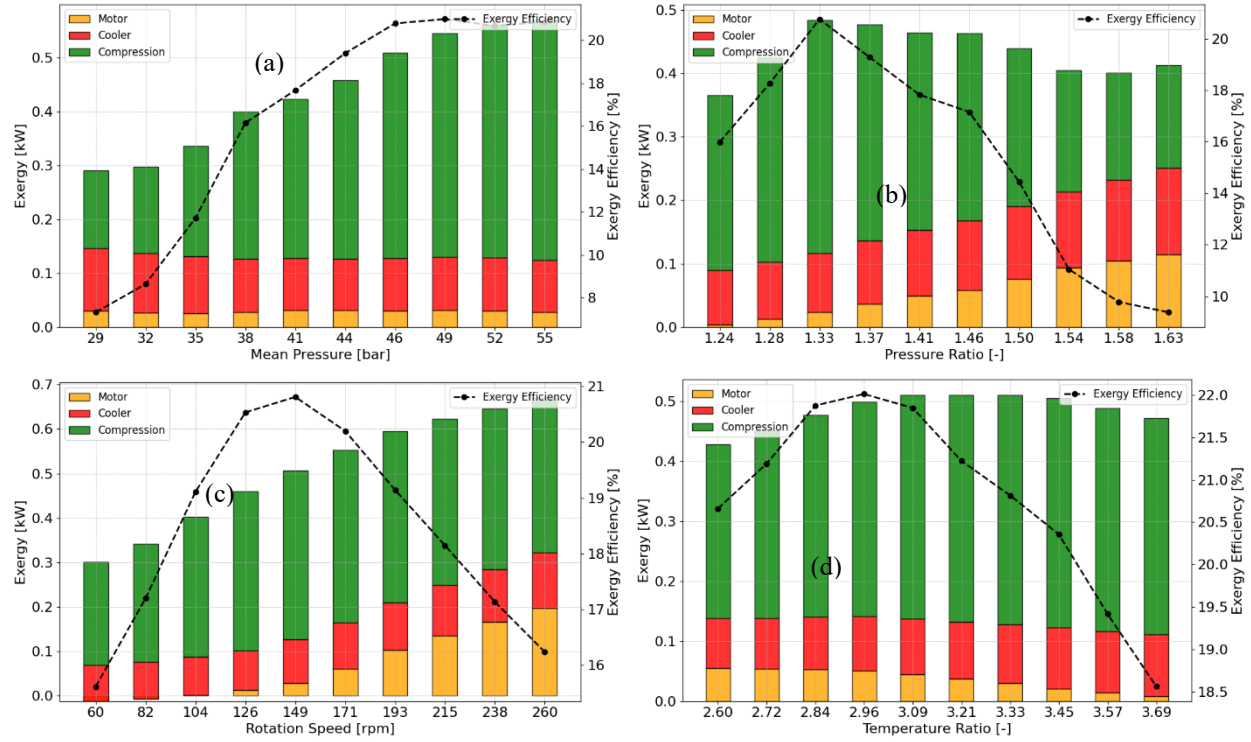 Motor
Cooler
Compression
Exergy Efficiency
(a)
Exergy [kW]
0.5
0.4
0.3
0.2
0.1
0.0
Exergy Efficiency [%]
20
18
16
14
12
10
8
29 32 35 38 41 44 46 49 52 55
Mean Pressure [bar]
Motor
Cooler
Compression
Exergy Efficiency
(b)
Exergy [kW]
0.5
0.4
0.3
0.2
0.1
0.0
Exergy Efficiency [%]
20
18
16
14
12
10
1.24 1.28 1.33 1.37 1.41 1.46 1.50 1.54 1.58 1.63
Pressure Ratio [-]
Motor
Cooler
Compression
Exergy Efficiency
(c)
Exergy [kW]
0.7
0.6
0.5
0.4
0.3
0.2
0.1
0.0
Exergy Efficiency [%]
21
20
19
18
17
16
60 82 104 126 149 171 193 215 238 260
Rotation Speed [rpm]
Motor
Cooler
Compression
Exergy Efficiency
(d)
Exergy [kW]
0.5
0.4
0.3
0.2
0.1
0.0
Exergy Efficiency [%]
22.0
21.5
21.0
20.5
20.0
19.5
19.0
18.5
2.60 2.72 2.84 2.96 3.09 3.21 3.33 3.45 3.57 3.69
Temperature Ratio [-]